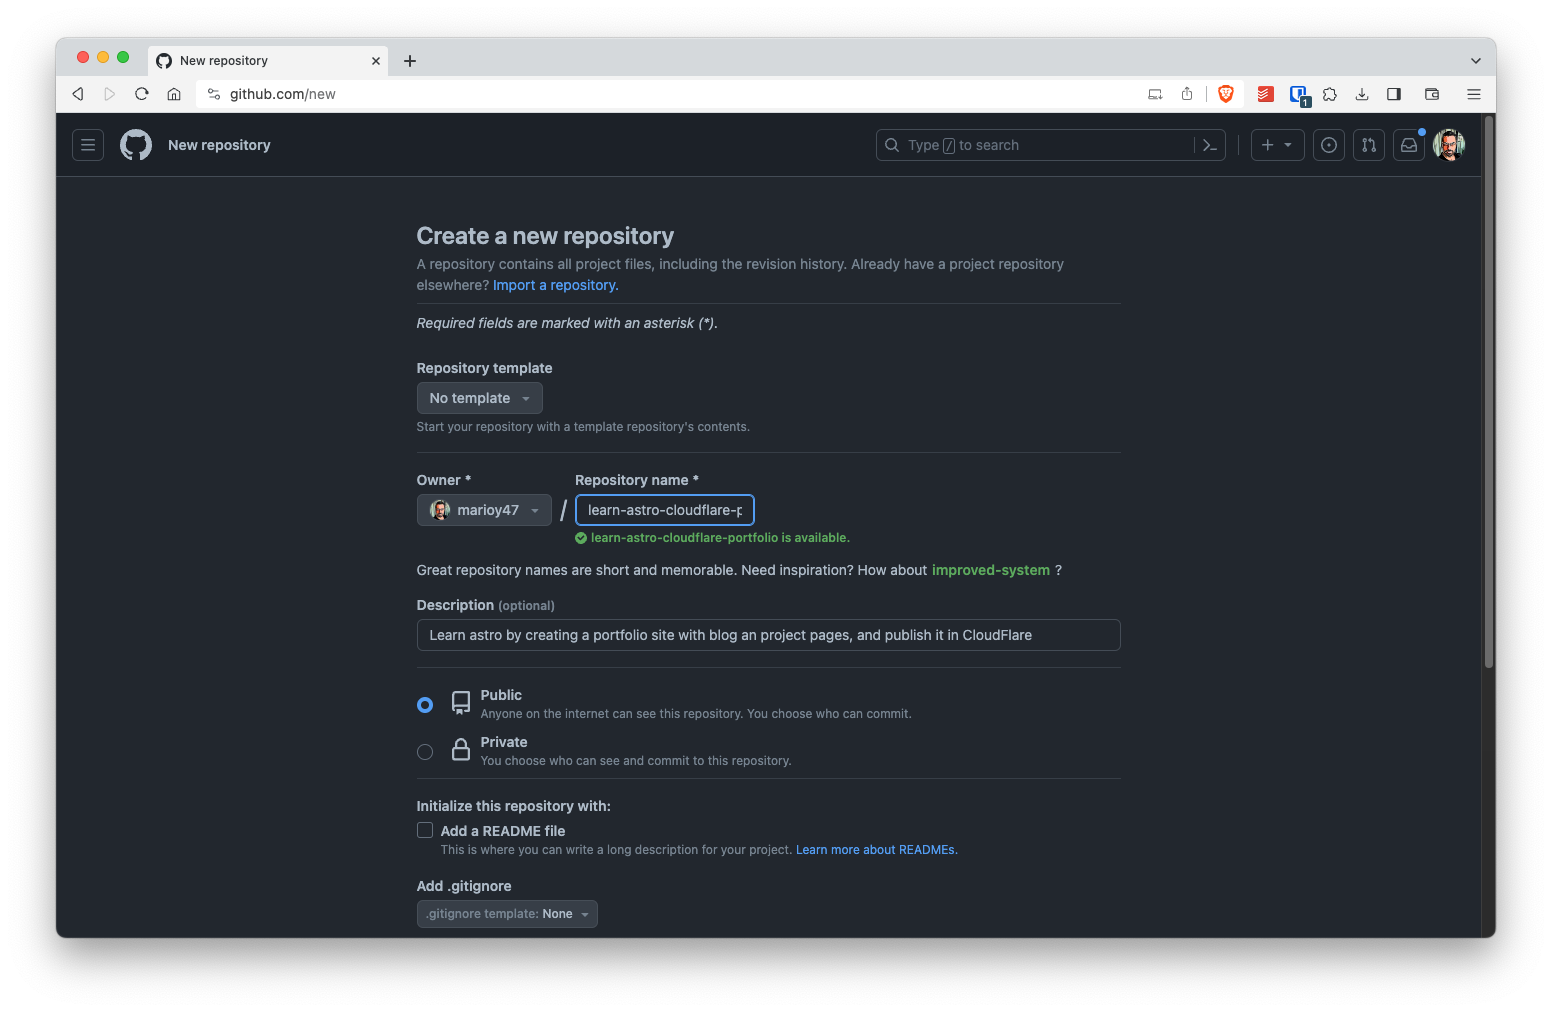 New repository
github.com/new
1
New repository
Type / to search
Create a new repository
A repository contains all project files, including the revision history. Already have a project repository
elsewhere? Import a repository.
Required fields are marked with an asterisk (*).
Repository template
No template
Start your repository with a template repository's contents.
Owner *
Repository name *
marioy47
/
learn-astro-cloudflare-p
learn-astro-cloudflare-portfolio is available.
Great repository names are short and memorable. Need inspiration? How about improved-system ?
Description (optional)
Learn astro by creating a portfolio site with blog an project pages, and publish it in CloudFlare
Public
Anyone on the internet can see this repository. You choose who can commit.
Private
You choose who can see and commit to this repository.
Initialize this repository with:
Add a README file
This is where you can write a long description for your project. Learn more about READMEs.
Add .gitignore
.gitignore template: None